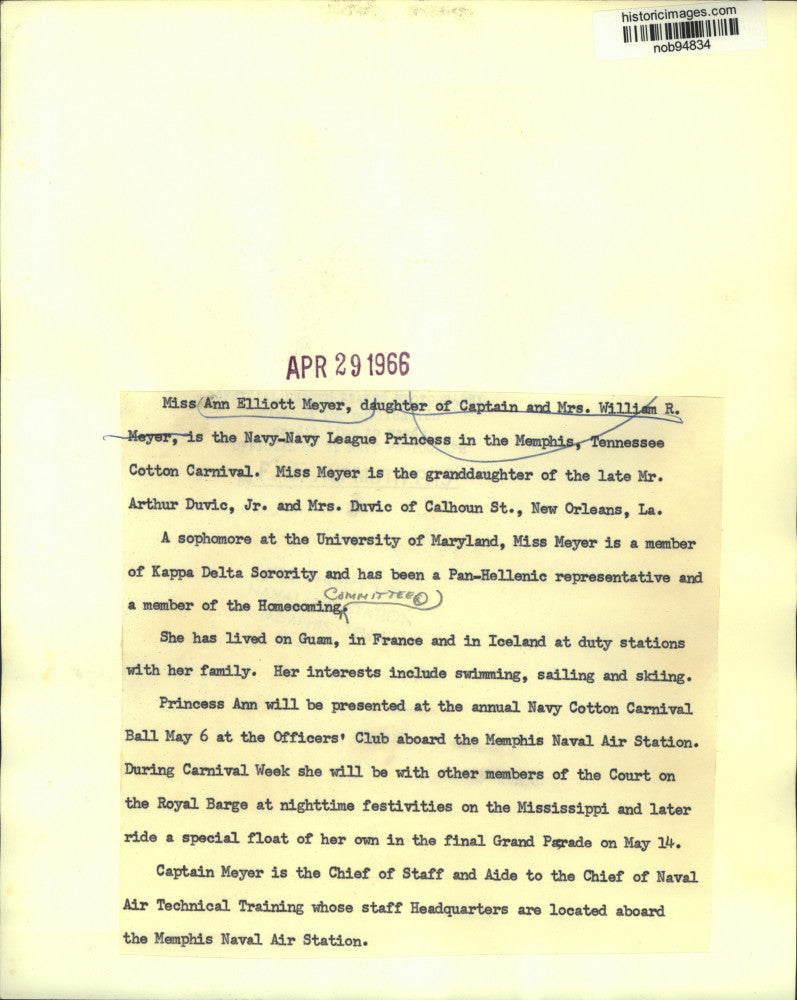 historicimages.com
nob94834
APR 29 1966
Miss Ann Elliott Meyer, daughter of Captain and Mrs. William R.
Meyer, is the Navy-Navy League Princess in the Memphis, Tennessee
Cotton Carnival. Miss Meyer is the granddaughter of the late Mr.
Arthur Duvic, Jr. and Mrs. Duvic of Calhoun St., New Orleans, La.
A sophomore at the University of Maryland, Miss Meyer is a member
of Kappa Delta Sorority and has been a Pan-Hellenic representative and
COMMITTEE
a member of the Homecoming.
She has lived on Guam, in France and in Iceland at duty stations
with her family. Her interests include swimming, sailing and skiing.
Princess Ann will be presented at the annual Navy Cotton Carnival
Ball May 6 at the Officers' Club aboard the Memphis Naval Air Station.
During Carnival Week she will be with other members of the Court on
the Royal Barge at nighttime festivities on the Mississippi and later
ride a special float of her own in the final Grand Parade on May 14.
Captain Meyer is the Chief of Staff and Aide to the Chief of Naval
Air Technical Training whose staff Headquarters are located aboard
the Memphis Naval Air Station.